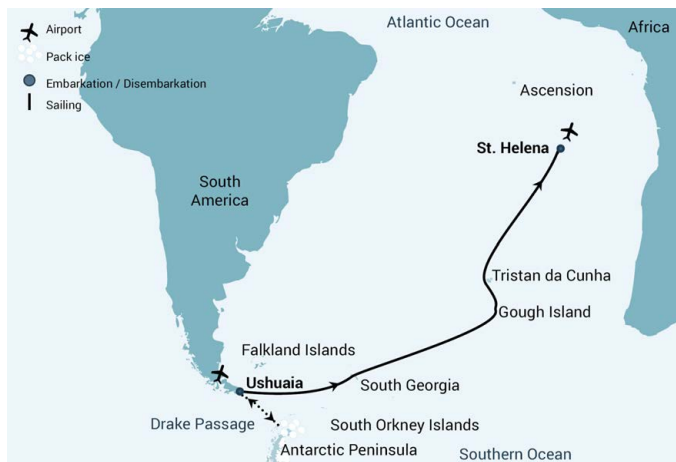 Airport
Pack ice
Embarkation / Disembarkation
Sailing
Atlantic Ocean
Africa
Ascension
St. Helena
South
America
Tristan da Cunha
Gough Island
Falkland Islands
Ushuaia
South Georgia
Drake Passage
South Orkney Islands
Antarctic Peninsula
Southern Ocean